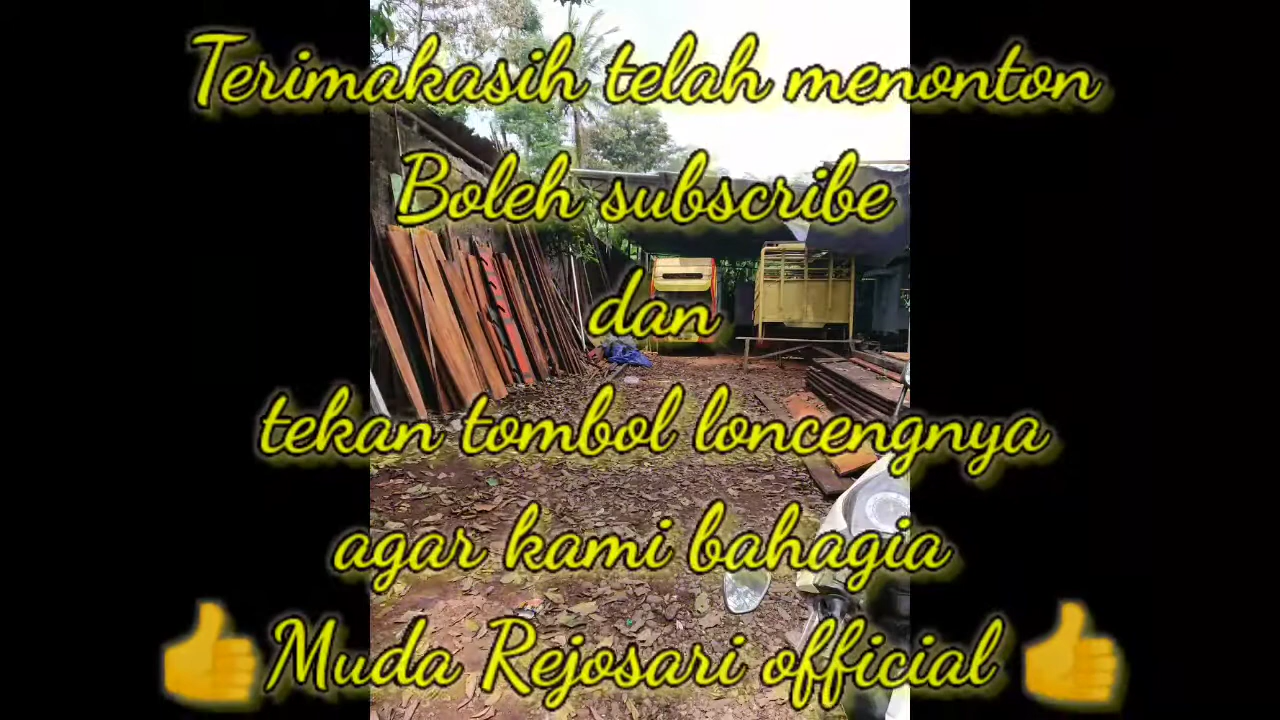 Terimakasih telah menonton
Boleh subscribe
dan
tekan tombol loncengnya
agar kami bahagia
👍Muda Rejosari official👍